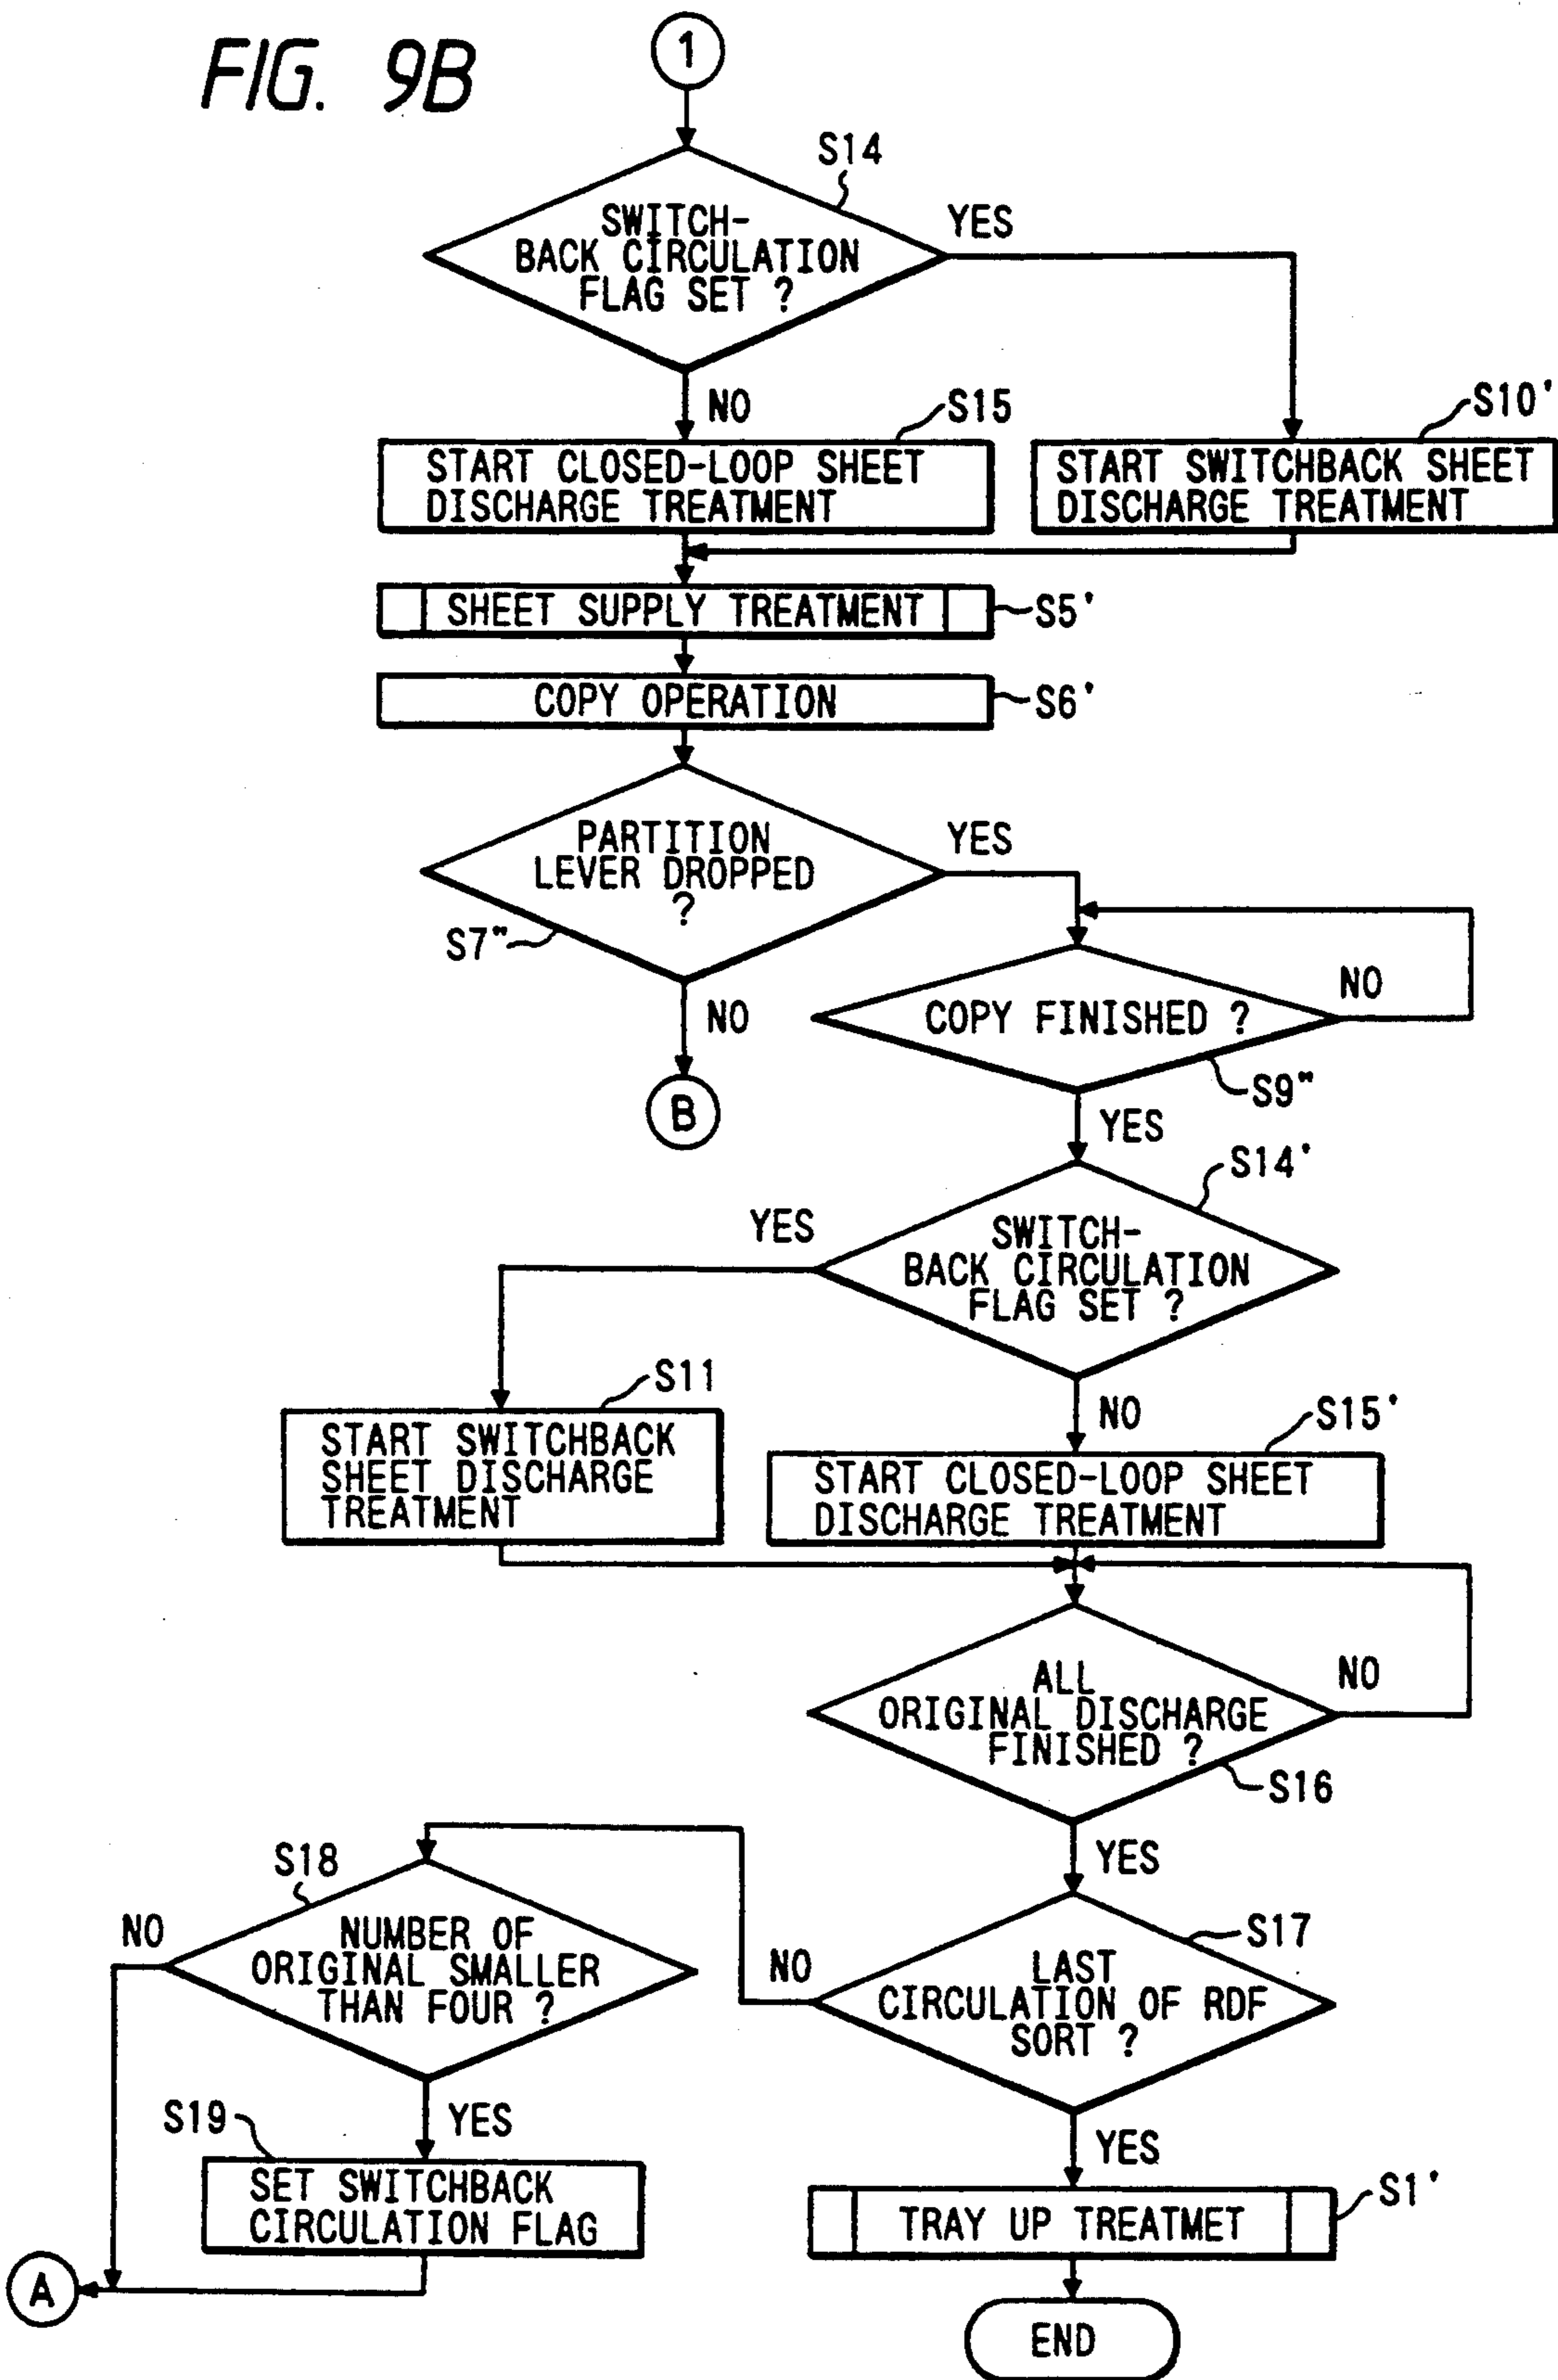 FIG. 9B
1
S14
SWITCH-
BACK CIRCULATION
FLAG SET ?
YES
NO
S15
START CLOSED-LOOP SHEET
DISCHARGE TREATMENT
S10'
START SWITCHBACK SHEET
DISCHARGE TREATMENT
SHEET SUPPLY TREATMENT
S5'
COPY OPERATION
S6'
PARTITION
LEVER DROPPED
?
YES
S7"
NO
B
COPY FINISHED ?
NO
S9"
YES
S14'
SWITCH-
BACK CIRCULATION
FLAG SET ?
YES
NO
S11
START SWITCHBACK
SHEET DISCHARGE
TREATMENT
S15'
START CLOSED-LOOP SHEET
DISCHARGE TREATMENT
ALL
ORIGINAL DISCHARGE
FINISHED ?
NO
S16
YES
S17
LAST
CIRCULATION OF RDF
SORT ?
NO
YES
S18
NUMBER OF
ORIGINAL SMALLER
THAN FOUR ?
NO
YES
S19
SET SWITCHBACK
CIRCULATION FLAG
A
TRAY UP TREATMET
S1'
END